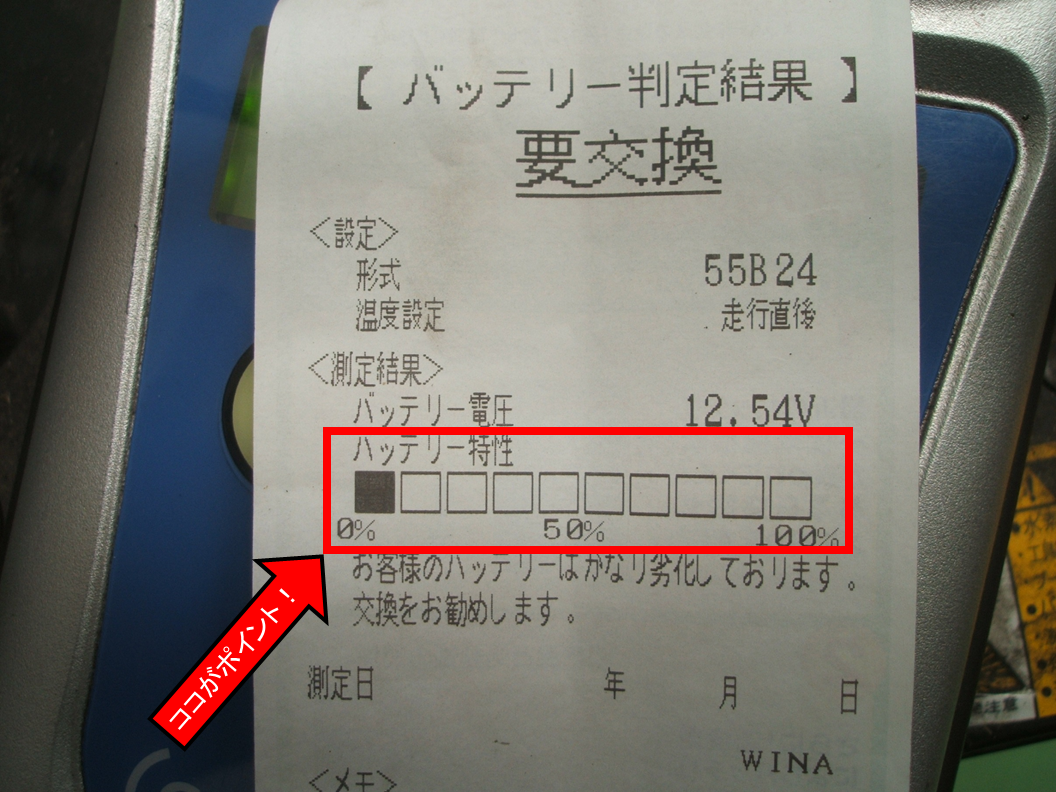 【 バッテリー判定結果 】
要交換
<設定>
形式 55B24
温度設定 走行直後
<測定結果>
バッテリー電圧 12.54V
バッテリー特性
0% 50% 100%
お客様のバッテリーはかなり劣化しております。
交換をお勧めします。
ココがポイント！
測定日 年 月 日
WINA
<メモ>
注意